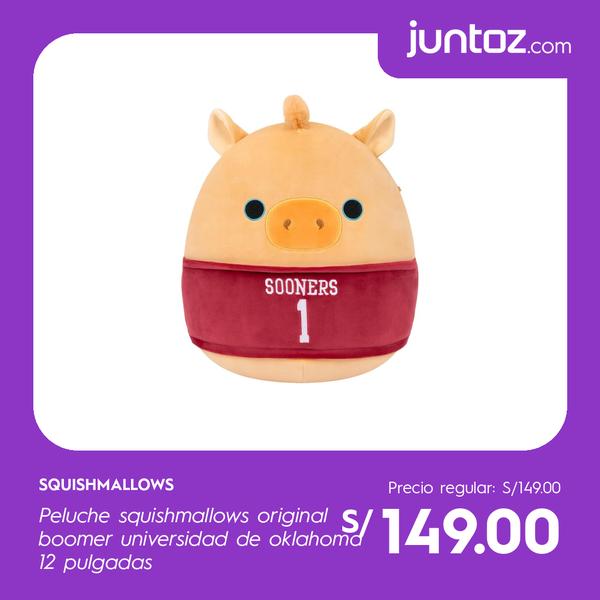 juntoz.com
SOONERS
1
SQUISHMALLOWS
Peluche squishmallows original
boomer universidad de oklahoma
12 pulgadas
Precio regular: S/149.00
S/149.00